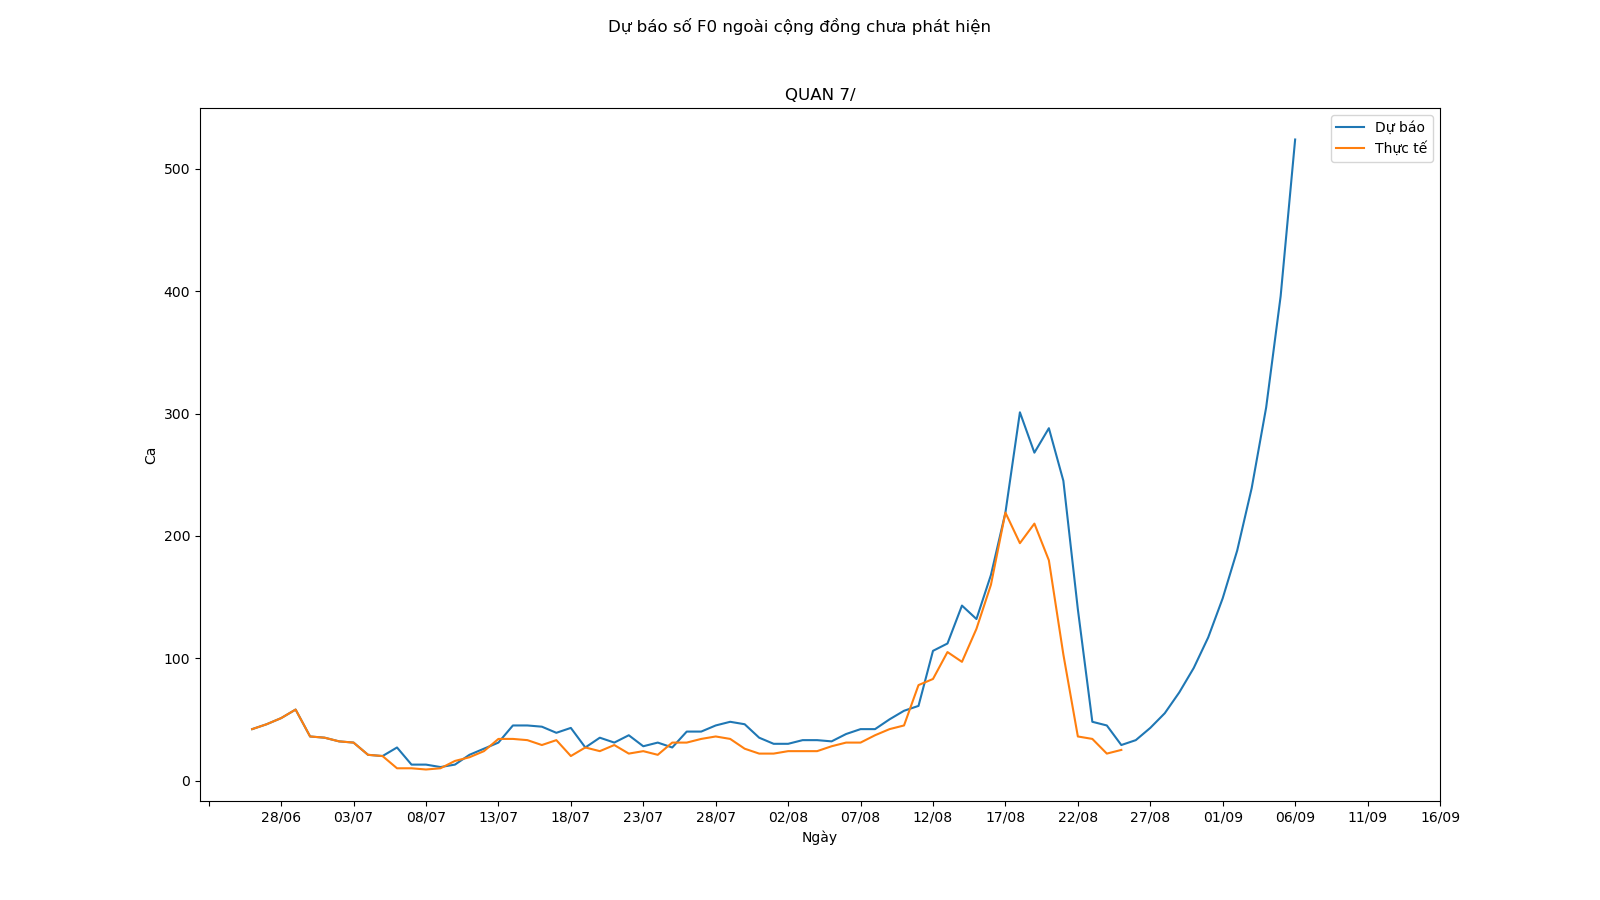 Dự báo số F0 ngoài cộng đồng chưa phát hiện
QUAN 7/
Dự báo
Thực tế
500
400
300
200
100
0
Ca
28/06 03/07 08/07 13/07 18/07 23/07 28/07 02/08 07/08 12/08 17/08 22/08 27/08 01/09 06/09 11/09 16/09
Ngày